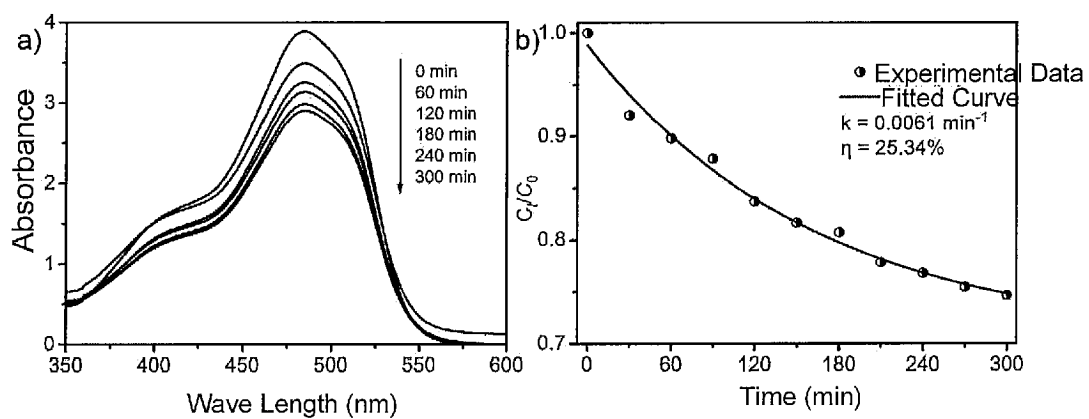 a)
4
3
2
1
0
Absorbance
0 min
60 min
120 min
180 min
240 min
300 min
350 400 450 500 550 600
Wave Length (nm)
b)
1.0
0.9
0.8
0.7
Ct/C0
Experimental Data
Fitted Curve
k = 0.0061 min⁻¹
η = 25.34%
0 60 120 180 240 300
Time (min)